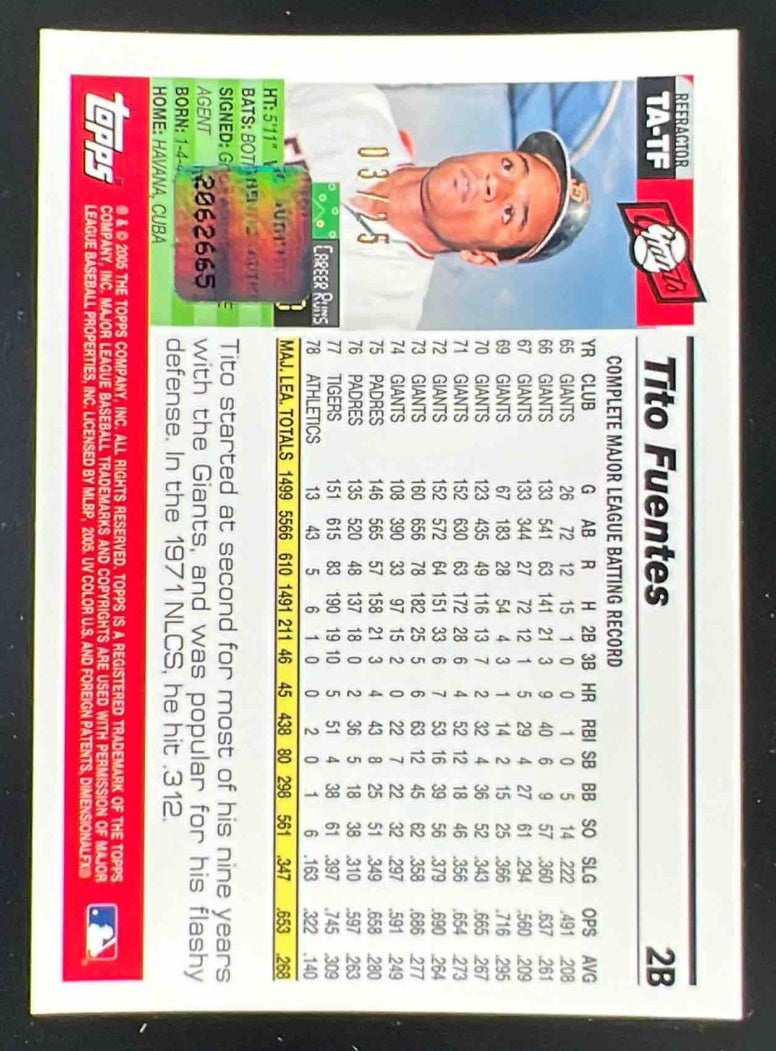 REFRACTOR
TA-TF
Giants
Tito Fuentes 2B
COMPLETE MAJOR LEAGUE BATTING RECORD
YR CLUB G AB R H 2B 3B HR RBI SB BB SO SLG OPS AVG
65 GIANTS 26 72 12 15 1 0 0 1 0 5 14 .222 .491 .208
66 GIANTS 133 541 63 141 21 3 9 40 6 9 57 .360 .637 .261
67 GIANTS 133 344 27 72 12 1 5 29 4 27 61 .294 .560 .209
69 GIANTS 67 183 28 54 4 3 1 14 2 15 25 .366 .716 .295
70 GIANTS 123 435 49 116 13 7 2 32 4 36 52 .343 .665 .267
71 GIANTS 152 630 63 172 28 6 4 52 12 18 46 .356 .654 .273
72 GIANTS 152 572 64 151 33 6 7 53 16 39 56 .379 .690 .264
73 GIANTS 160 656 78 182 25 5 6 63 12 45 62 .358 .686 .277
74 GIANTS 108 390 33 97 15 2 0 22 7 22 32 .297 .591 .249
75 PADRES 146 565 57 158 21 3 4 43 8 25 51 .349 .658 .280
76 PADRES 135 520 48 137 18 0 2 36 5 18 38 .310 .597 .263
77 TIGERS 151 615 83 190 19 10 5 51 4 38 61 .397 .745 .309
78 ATHLETICS 13 43 5 6 1 0 0 2 0 1 6 .163 .322 .140
MAJ. LEA. TOTALS 1499 5566 610 1491 211 46 45 438 80 298 561 .347 .653 .268
03/25
CAREER RUNS
HT: 5'11"
BATS: BOTH
SIGNED:
AGENT
BORN: 1-4-
HOME: HAVANA, CUBA
2062665
Tito started at second for most of his nine years
with the Giants, and was popular for his flashy
defense. In the 1971 NLCS, he hit .312.
topps
® & © 2005 THE TOPPS COMPANY, INC. ALL RIGHTS RESERVED. TOPPS IS A REGISTERED TRADEMARK OF THE TOPPS
COMPANY, INC. MAJOR LEAGUE BASEBALL TRADEMARKS AND COPYRIGHTS ARE USED WITH PERMISSION OF MAJOR
LEAGUE BASEBALL PROPERTIES, INC. LICENSED BY MLBP, 2005. UV COLOR U.S. AND FOREIGN PATENTS, DIMENSIONALFX®